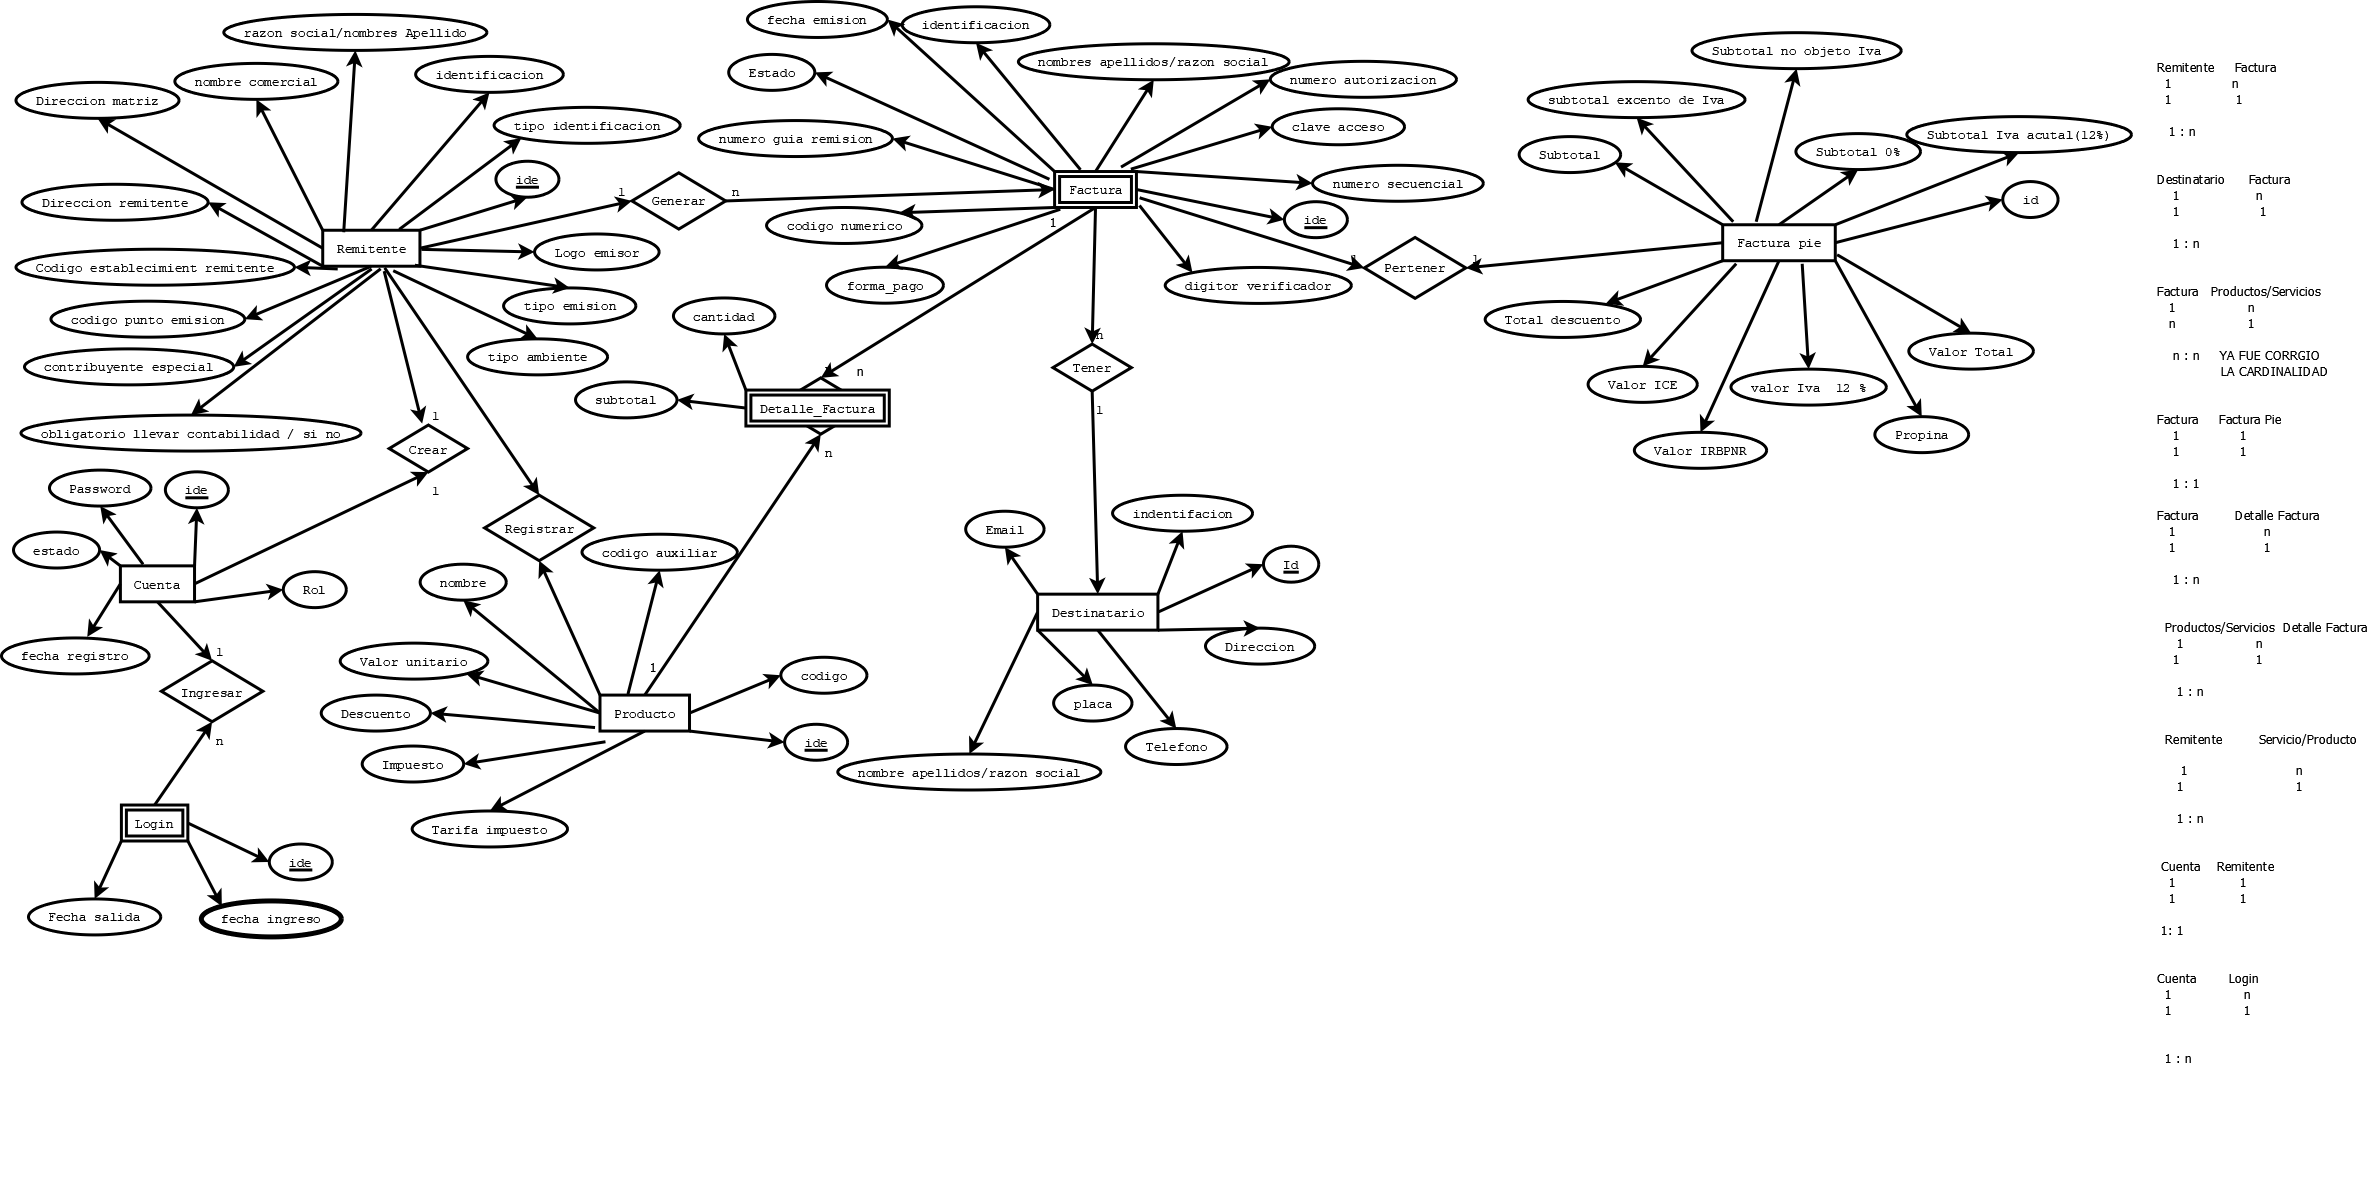 razon social/nombres Apellido
nombre comercial
identificacion
Direccion matriz
tipo identificacion
ide
Direccion remitente
Remitente
Logo emisor
Codigo establecimient remitente
tipo emision
codigo punto emision
tipo ambiente
contribuyente especial
obligatorio llevar contabilidad / si no
1
Generar
n
fecha emision
identificacion
Estado
nombres apellidos/razon social
numero autorizacion
numero guia remision
clave acceso
Factura
numero secuencial
codigo numerico
ide
1
forma_pago
digitor verificador
1
Pertener
1
Subtotal no objeto Iva
subtotal excento de Iva
Subtotal
Subtotal 0%
Subtotal Iva acutal(12%)
id
Factura pie
Total descuento
Valor Total
Valor ICE
valor Iva 12 %
Propina
Valor IRBPNR
cantidad
subtotal
n
Detalle_Factura
n
n
Tener
1
1
Crear
1
Password
ide
estado
Cuenta
Rol
fecha registro
1
Ingresar
n
Login
ide
Fecha salida
fecha ingreso
Registrar
codigo auxiliar
nombre
Valor unitario
1
codigo
Descuento
Producto
ide
Impuesto
Tarifa impuesto
Email
indentifacion
Id
Destinatario
Direccion
placa
Telefono
nombre apellidos/razon social
Remitente Factura
1 n
1 1
1 : n
Destinatario Factura
1 n
1 1
1 : n
Factura Productos/Servicios
1 n
n 1
n : n YA FUE CORRGIO
LA CARDINALIDAD
Factura Factura Pie
1 1
1 1
1 : 1
Factura Detalle Factura
1 n
1 1
1 : n
Productos/Servicios Detalle Factura
1 n
1 1
1 : n
Remitente Servicio/Producto
1 n
1 1
1 : n
Cuenta Remitente
1 1
1 1
1: 1
Cuenta Login
1 n
1 1
1 : n